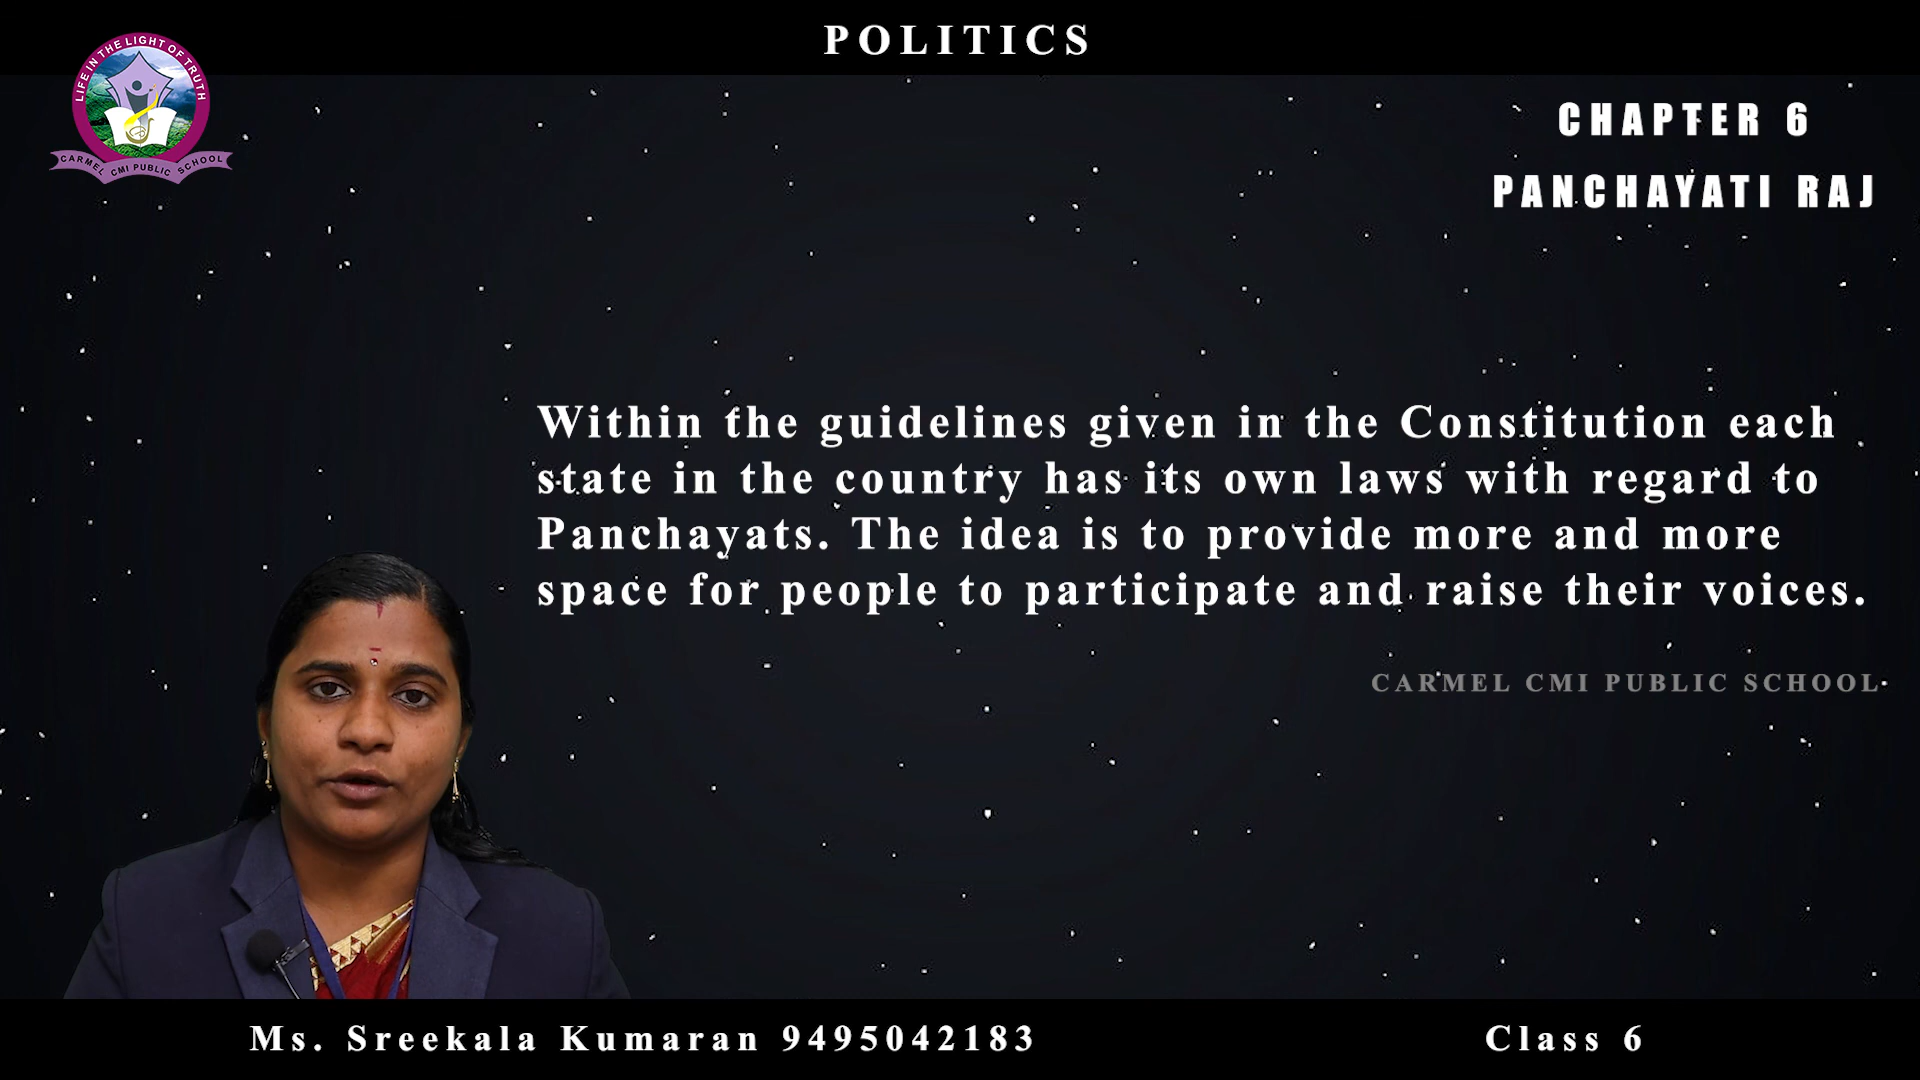 POLITICS
LIFE IN THE LIGHT OF TRUTH
CARMEL CMI PUBLIC SCHOOL
CHAPTER 6
PANCHAYATI RAJ
Within the guidelines given in the Constitution each
state in the country has its own laws with regard to
Panchayats. The idea is to provide more and more
space for people to participate and raise their voices.
CARMEL CMI PUBLIC SCHOOL
Ms. Sreekala Kumaran 9495042183
Class 6